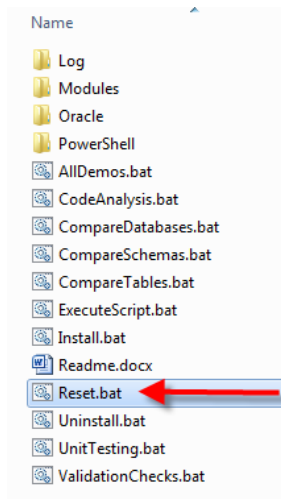 Name
Log
Modules
Oracle
PowerShell
AllDemos.bat
CodeAnalysis.bat
CompareDatabases.bat
CompareSchemas.bat
CompareTables.bat
ExecuteScript.bat
Install.bat
Readme.docx
Reset.bat
Uninstall.bat
UnitTesting.bat
ValidationChecks.bat